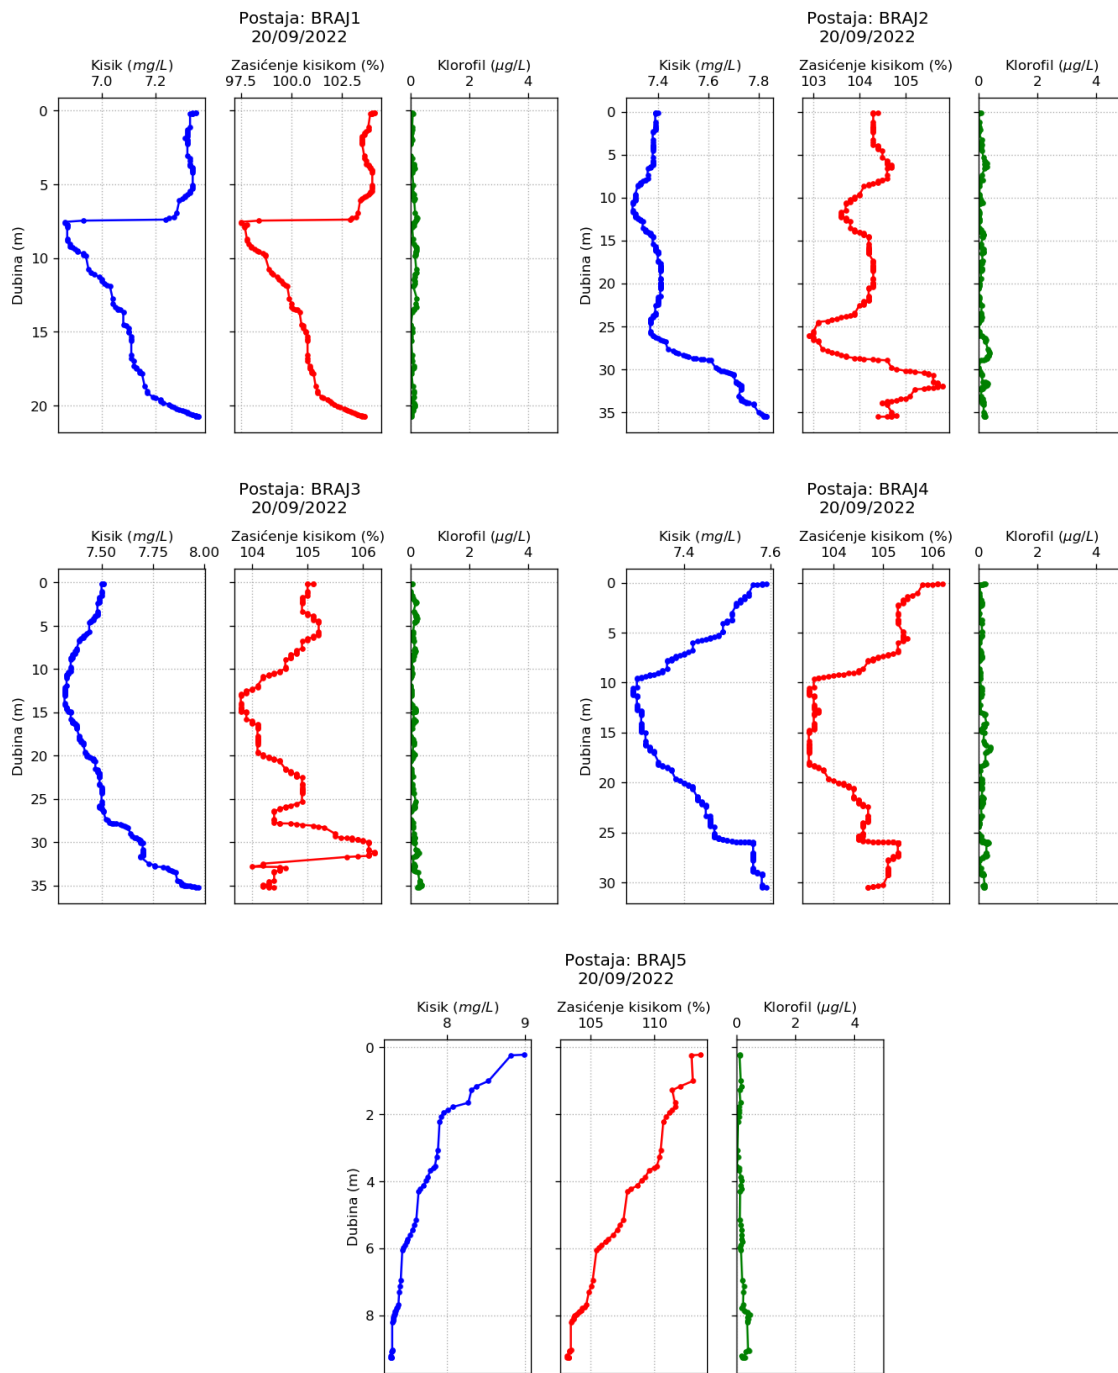 Postaja: BRAJ1
20/09/2022
Kisik (mg/L)
Zasićenje kisikom (%)
Klorofil (µg/L)
7.0 7.2
97.5 100.0 102.5
0 2 4
Dubina (m)
0
5
10
15
20
Postaja: BRAJ2
20/09/2022
Kisik (mg/L)
Zasićenje kisikom (%)
Klorofil (µg/L)
7.4 7.6 7.8
103 104 105
0 2 4
Dubina (m)
0
5
10
15
20
25
30
35
Postaja: BRAJ3
20/09/2022
Kisik (mg/L)
Zasićenje kisikom (%)
Klorofil (µg/L)
7.50 7.75 8.00
104 105 106
0 2 4
Dubina (m)
0
5
10
15
20
25
30
35
Postaja: BRAJ4
20/09/2022
Kisik (mg/L)
Zasićenje kisikom (%)
Klorofil (µg/L)
7.4 7.6
104 105 106
0 2 4
Dubina (m)
0
5
10
15
20
25
30
Postaja: BRAJ5
20/09/2022
Kisik (mg/L)
Zasićenje kisikom (%)
Klorofil (µg/L)
8 9
105 110
0 2 4
Dubina (m)
0
2
4
6
8